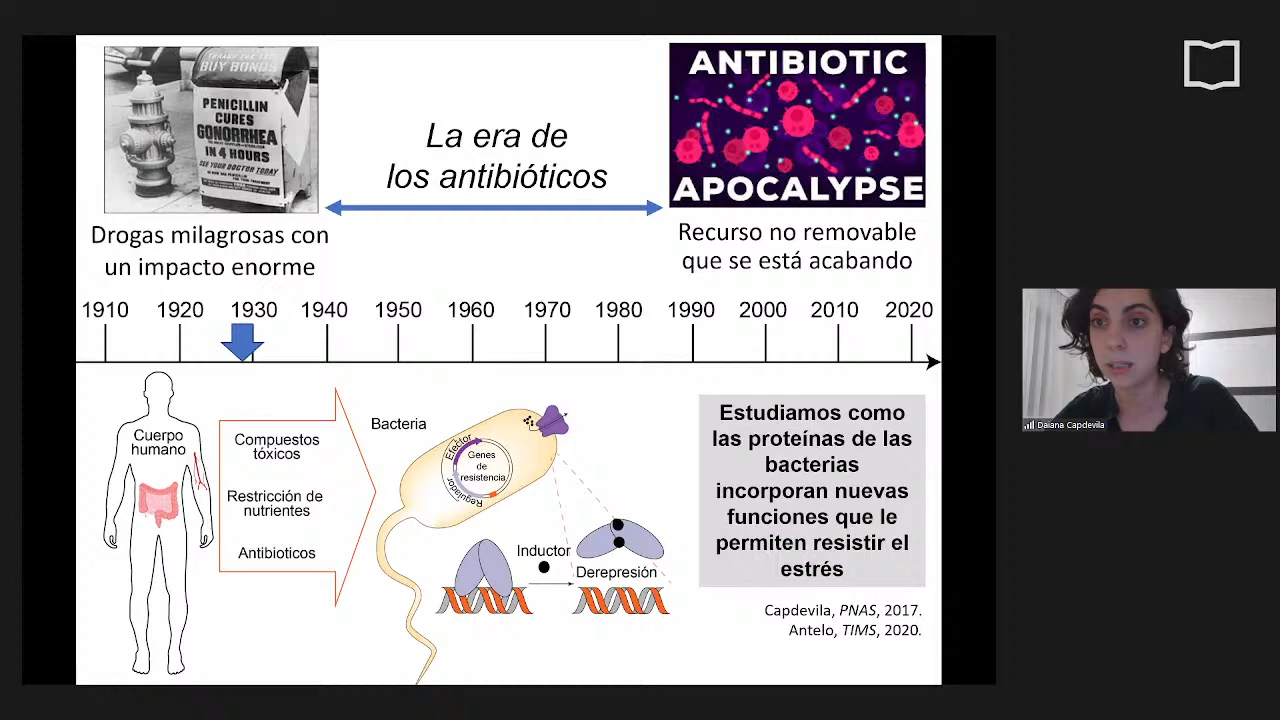 BUY BONDS
PENICILLIN
CURES
GONORRHEA
IN 4 HOURS
SEE YOUR DOCTOR TODAY
La era de
los antibióticos
ANTIBIOTIC
APOCALYPSE
Drogas milagrosas con
un impacto enorme
Recurso no removable
que se está acabando
1910 1920 1930 1940 1950 1960 1970 1980 1990 2000 2010 2020
Cuerpo
humano
Compuestos
tóxicos
Restricción de
nutrientes
Antibioticos
Bacteria
Efector
Genes
de
resistencia
Regulador
Inductor
Derepresión
Estudiamos como
las proteínas de las
bacterias
incorporan nuevas
funciones que le
permiten resistir el
estrés
Capdevila, PNAS, 2017.
Antelo, TIMS, 2020.
Daiana Capdevila